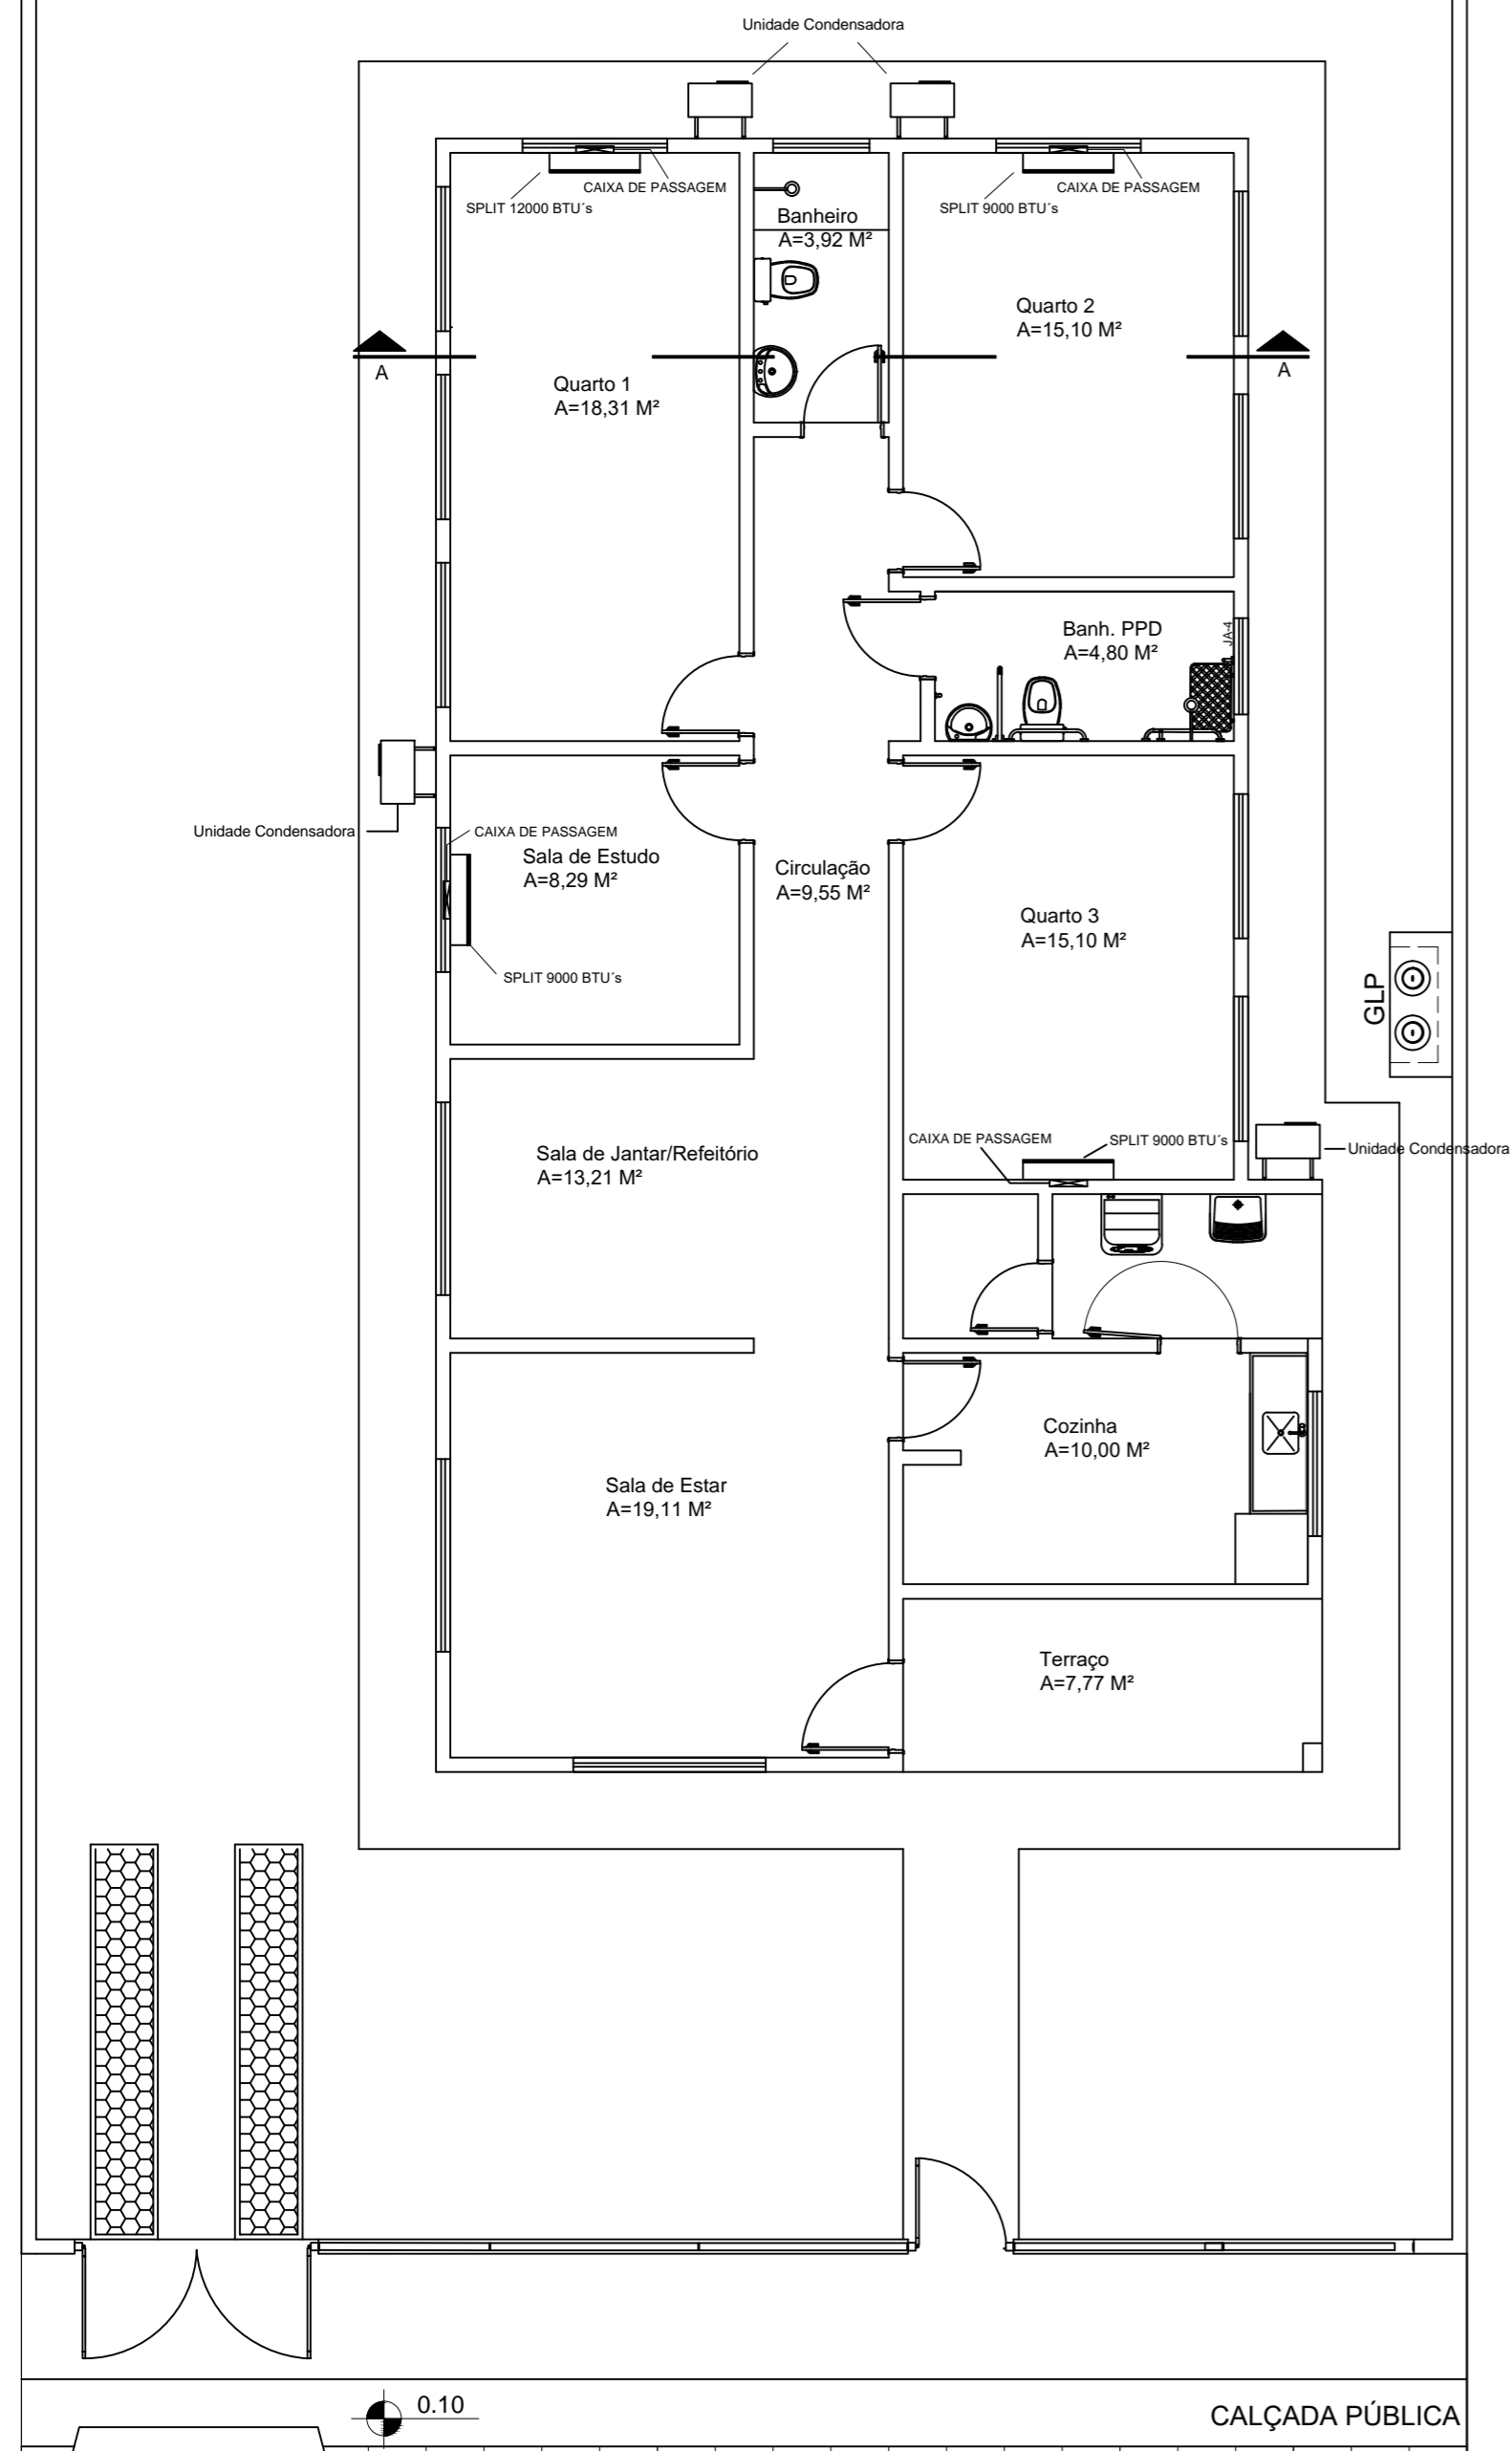 Unidade Condensadora
CAIXA DE PASSAGEM
SPLIT 12000 BTU´s
CAIXA DE PASSAGEM
SPLIT 9000 BTU´s
Banheiro
A=3,92 M²
Quarto 2
A=15,10 M²
A
A
Quarto 1
A=18,31 M²
Banh. PPD
A=4,80 M²
JA-4
Unidade Condensadora
CAIXA DE PASSAGEM
Sala de Estudo
A=8,29 M²
SPLIT 9000 BTU´s
Circulação
A=9,55 M²
Quarto 3
A=15,10 M²
GLP
CAIXA DE PASSAGEM
SPLIT 9000 BTU´s
Unidade Condensadora
Sala de Jantar/Refeitório
A=13,21 M²
Cozinha
A=10,00 M²
Sala de Estar
A=19,11 M²
Terraço
A=7,77 M²
0.10
CALÇADA PÚBLICA